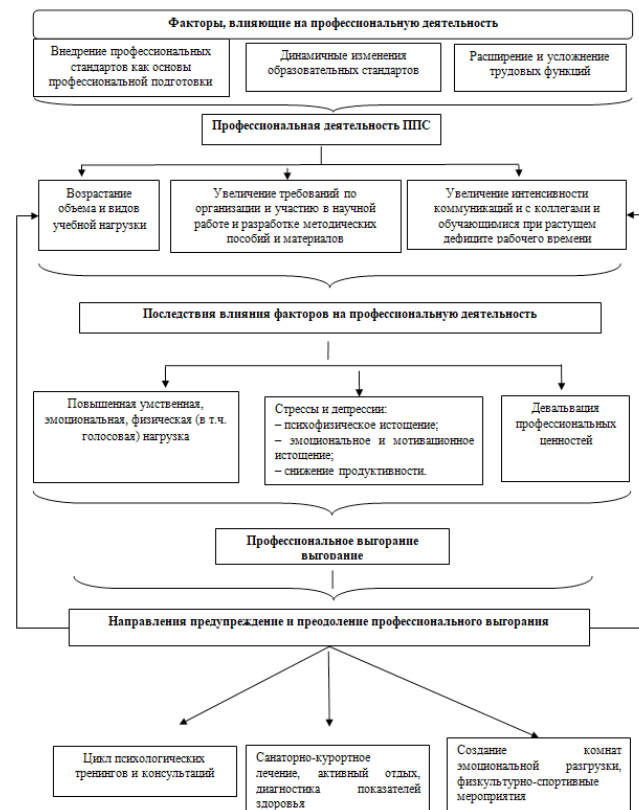 Факторы, влияющие на профессиональную деятельность
Внедрение профессиональных
стандартов как основы
профессиональной подготовки
Динамичные изменения
образовательных стандартов
Расширение и усложнение
трудовых функций
Профессиональная деятельность ППС
Возрастание
объема и видов
учебной нагрузки
Увеличение требований по
организации и участию в научной
работе и разработке методических
пособий и материалов
Увеличение интенсивности
коммуникаций и с коллегами и
обучающимися при растущем
дефиците рабочего времени
Последствия влияния факторов на профессиональную деятельность
Повышенная умственная,
эмоциональная, физическая (в т.ч.
голосовая) нагрузка
Стрессы и депрессии:
– психофизическое истощение;
– эмоциональное и мотивационное
истощение;
– снижение продуктивности.
Девальвация
профессиональных
ценностей
Профессиональное выгорание
выгорание
Направления предупреждение и преодоление профессионального выгорания
Цикл психологических
тренингов и консультаций
Санаторно-курортное
лечение, активный отдых,
диагностика показателей
здоровья
Создание комнат
эмоциональной разгрузки,
физкультурно-спортивные
мероприятия